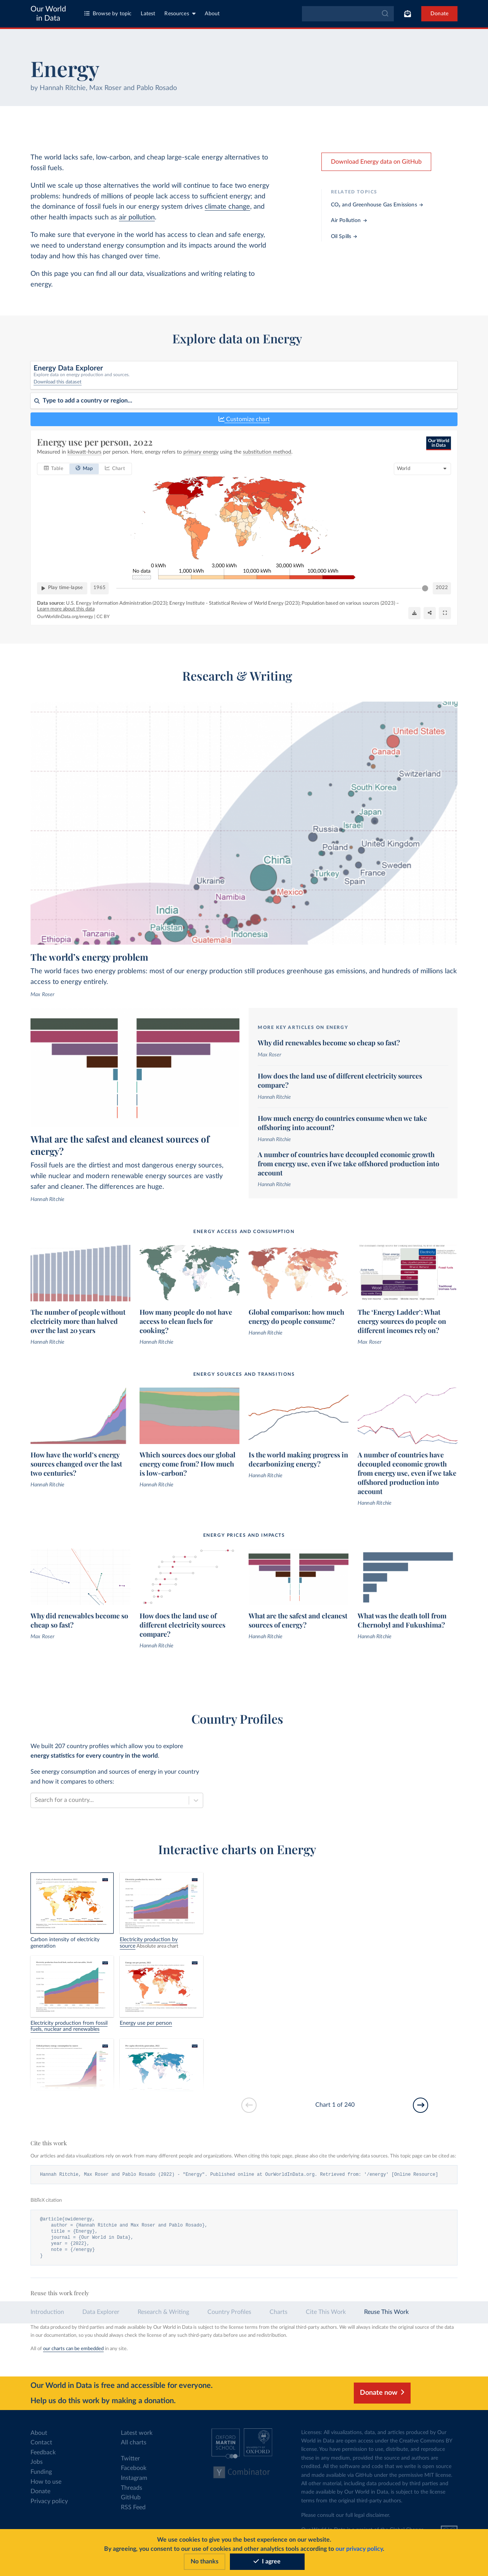 Our World
in Data
Browse by topic
Latest
Resources
About
Donate
Energy
by Hannah Ritchie, Max Roser and Pablo Rosado
The world lacks safe, low-carbon, and cheap large-scale energy alternatives to
fossil fuels.
Until we scale up those alternatives the world will continue to face two energy
problems: hundreds of millions of people lack access to sufficient energy; and
the dominance of fossil fuels in our energy system drives climate change, and
other health impacts such as air pollution.
To make sure that everyone in the world has access to clean and safe energy,
we need to understand energy consumption and its impacts around the world
today and how this has changed over time.
On this page you can find all our data, visualizations and writing relating to
energy.
Download Energy data on GitHub
RELATED TOPICS
CO₂ and Greenhouse Gas Emissions →
Air Pollution →
Oil Spills →
Explore data on Energy
Energy Data Explorer
Explore data on energy production and sources.
Download this dataset
Type to add a country or region...
Customize chart
Energy use per person, 2022
Measured in kilowatt-hours per person. Here, energy refers to primary energy using the substitution method.
Our World
in Data
Table
Map
Chart
World
No data
0 kWh
1,000 kWh
3,000 kWh
10,000 kWh
30,000 kWh
100,000 kWh
Play time-lapse
1965
2022
Data source: U.S. Energy Information Administration (2023); Energy Institute - Statistical Review of World Energy (2023); Population based on various sources (2023) –
Learn more about this data
OurWorldInData.org/energy | CC BY
Research & Writing
United States
Canada
Switzerland
South Korea
Japan
Israel
Russia
United Kingdom
Poland
China
Sweden
Turkey
France
Spain
Ukraine
Mexico
Namibia
India
Pakistan
Indonesia
Tanzania
Ethiopia
Guatemala
The world's energy problem
The world faces two energy problems: most of our energy production still produces greenhouse gas emissions, and hundreds of millions lack
access to energy entirely.
Max Roser
What are the safest and cleanest sources of
energy?
Fossil fuels are the dirtiest and most dangerous energy sources,
while nuclear and modern renewable energy sources are vastly
safer and cleaner. The differences are huge.
Hannah Ritchie
MORE KEY ARTICLES ON ENERGY
Why did renewables become so cheap so fast?
Max Roser
How does the land use of different electricity sources
compare?
Hannah Ritchie
How much energy do countries consume when we take
offshoring into account?
Hannah Ritchie
A number of countries have decoupled economic growth
from energy use, even if we take offshored production into
account
Hannah Ritchie
ENERGY ACCESS AND CONSUMPTION
The number of people without
electricity more than halved
over the last 20 years
Hannah Ritchie
How many people do not have
access to clean fuels for
cooking?
Hannah Ritchie
Global comparison: how much
energy do people consume?
Hannah Ritchie
The 'Energy Ladder': What
energy sources do people on
different incomes rely on?
Max Roser
ENERGY SOURCES AND TRANSITIONS
How have the world's energy
sources changed over the last
two centuries?
Hannah Ritchie
Which sources does our global
energy come from? How much
is low-carbon?
Hannah Ritchie
Is the world making progress in
decarbonizing energy?
Hannah Ritchie
A number of countries have
decoupled economic growth
from energy use, even if we take
offshored production into
account
Hannah Ritchie
ENERGY PRICES AND IMPACTS
Why did renewables become so
cheap so fast?
Max Roser
How does the land use of
different electricity sources
compare?
Hannah Ritchie
What are the safest and cleanest
sources of energy?
Hannah Ritchie
What was the death toll from
Chernobyl and Fukushima?
Hannah Ritchie
Country Profiles
We built 207 country profiles which allow you to explore
energy statistics for every country in the world.
See energy consumption and sources of energy in your country
and how it compares to others:
Search for a country...
Interactive charts on Energy
Carbon intensity of electricity
generation
Electricity production by
source Absolute area chart
Electricity production from fossil
fuels, nuclear and renewables
Energy use per person
Chart 1 of 240
Cite this work
Our articles and data visualizations rely on work from many different people and organizations. When citing this topic page, please also cite the underlying data sources. This topic page can be cited as:
Hannah Ritchie, Max Roser and Pablo Rosado (2022) - "Energy". Published online at OurWorldInData.org. Retrieved from: '/energy' [Online Resource]
BibTeX citation
@article{owidenergy,
author = {Hannah Ritchie and Max Roser and Pablo Rosado},
title = {Energy},
journal = {Our World in Data},
year = {2022},
note = {/energy}
}
Reuse this work freely
Introduction
Data Explorer
Research & Writing
Country Profiles
Charts
Cite This Work
Reuse This Work
The data produced by third parties and made available by Our World in Data is subject to the license terms from the original third-party authors. We will always indicate the original source of the data
in our documentation, so you should always check the license of any such third-party data before use and redistribution.
All of our charts can be embedded in any site.
Our World in Data is free and accessible for everyone.
Help us do this work by making a donation.
Donate now
About
Contact
Feedback
Jobs
Funding
How to use
Donate
Privacy policy
Latest work
All charts
Twitter
Facebook
Instagram
Threads
GitHub
RSS Feed
OXFORD
MARTIN
SCHOOL
OXFORD
Y Combinator
Licenses: All visualizations, data, and articles produced by Our
World in Data are open access under the Creative Commons BY
license. You have permission to use, distribute, and reproduce
these in any medium, provided the source and authors are
credited. All the software and code that we write is open source
and made available via GitHub under the permissive MIT license.
All other material, including data produced by third parties and
made available by Our World in Data, is subject to the license
terms from the original third-party authors.
Please consult our full legal disclaimer.
We use cookies to give you the best experience on our website.
By agreeing, you consent to our use of cookies and other analytics tools according to our privacy policy.
No thanks
I agree